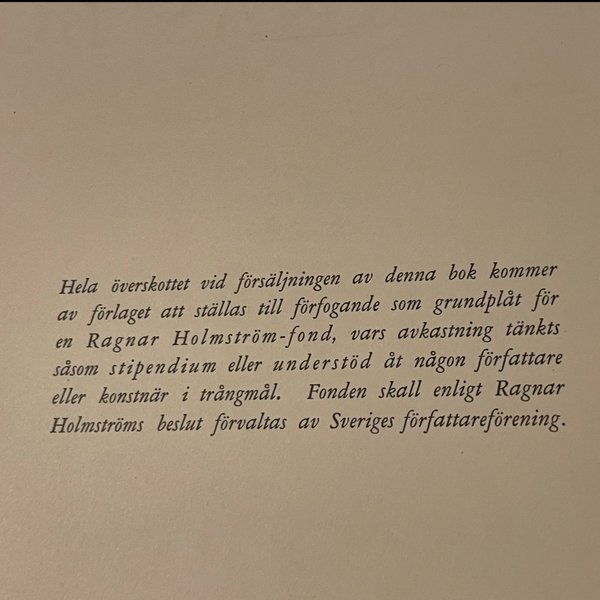 Hela överskottet vid försäljningen av denna bok kommer
av förlaget att ställas till förfogande som grundplåt för
en Ragnar Holmström-fond, vars avkastning tänkts
såsom stipendium eller understöd åt någon författare
eller konstnär i trångmål. Fonden skall enligt Ragnar
Holmströms beslut förvaltas av Sveriges författareförening.